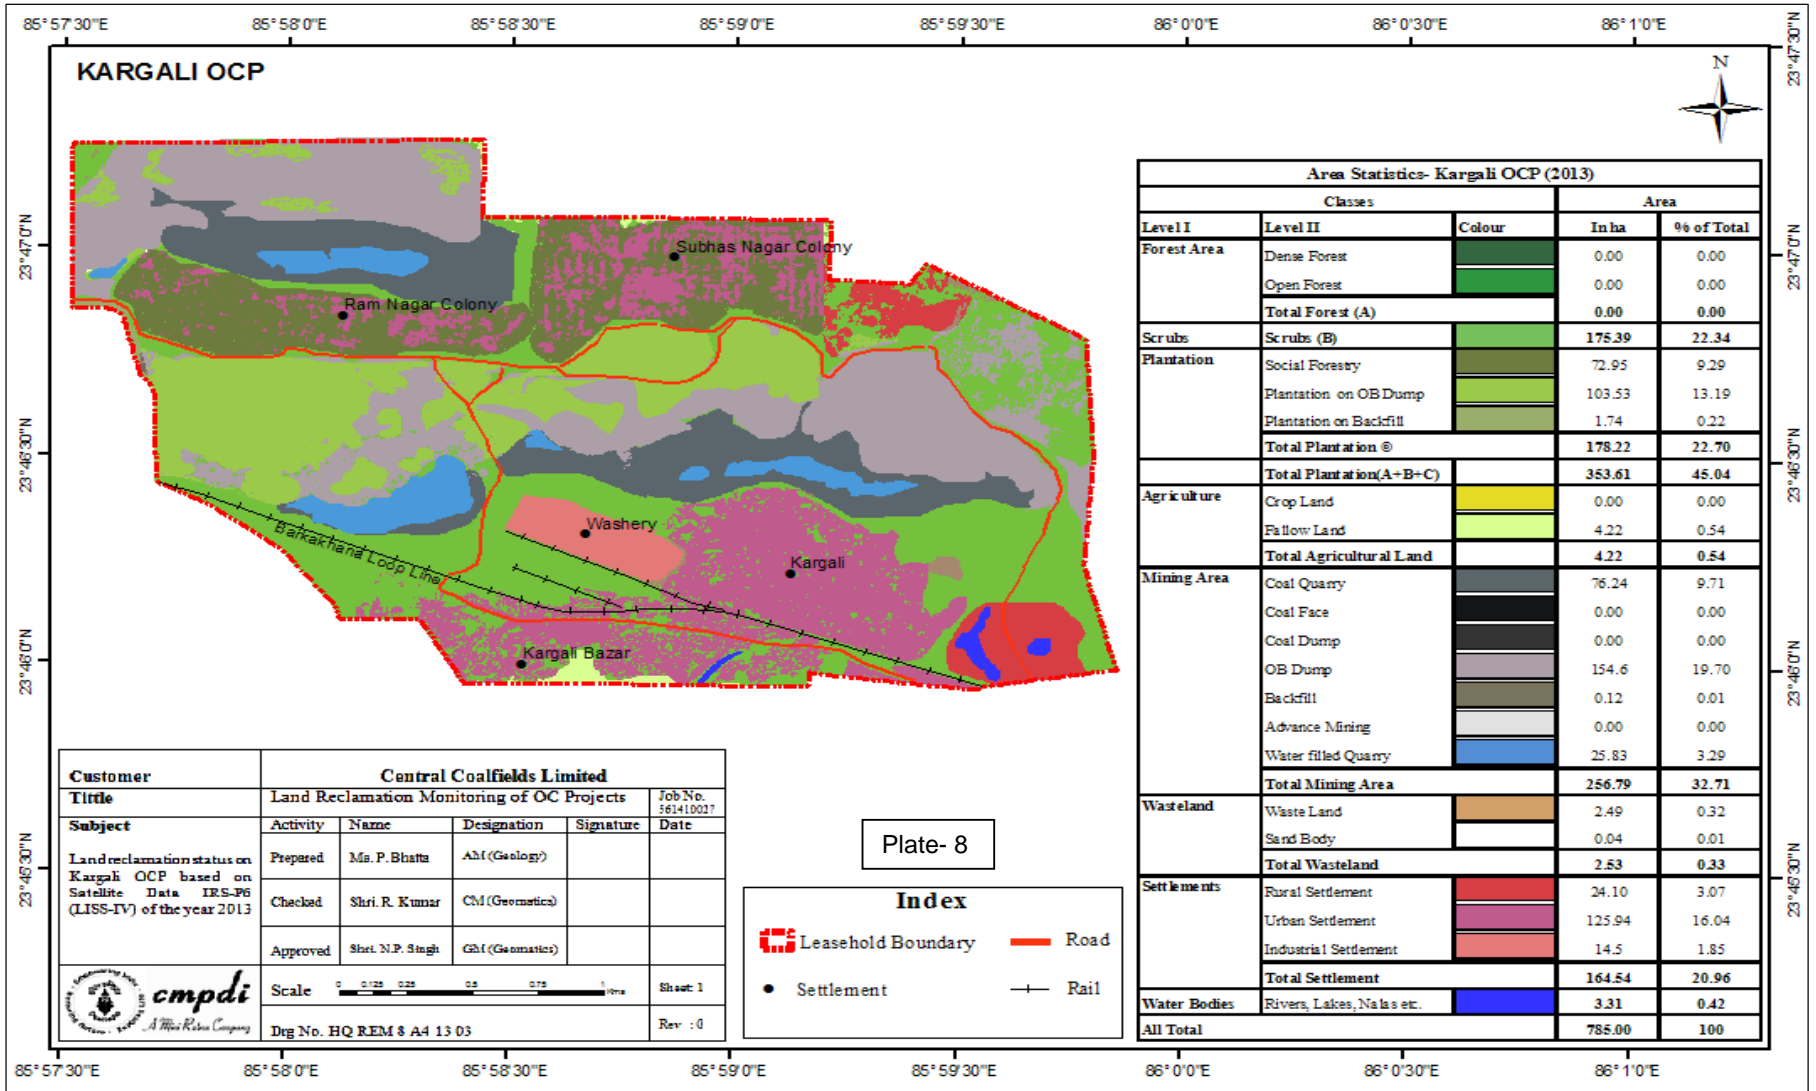 85°57'30"E 85°58'0"E 85°58'30"E 85°59'0"E 85°59'30"E 86°0'0"E 86°0'30"E 86°1'0"E
KARGALI OCP
N
23°47'30"N
23°47'0"N
23°46'30"N
23°46'0"N
23°45'30"N
23°47'0"N
23°46'30"N
23°46'0"N
23°45'30"N
Subhas Nagar Colony
Ram Nagar Colony
Washery
Barkakhana Loop Line
Kargali
Kargali Bazar
Area Statistics- Kargali OCP (2013)
Classes Area
Level I Level II Colour In ha % of Total
Forest Area Dense Forest 0.00 0.00
Open Forest 0.00 0.00
Total Forest (A) 0.00 0.00
Scrubs Scrubs (B) 175.39 22.34
Plantation Social Forestry 72.95 9.29
Plantation on OB Dump 103.53 13.19
Plantation on Backfill 1.74 0.22
Total Plantation © 178.22 22.70
Total Plantation(A+B+C) 353.61 45.04
Agriculture Crop Land 0.00 0.00
Fallow Land 4.22 0.54
Total Agricultural Land 4.22 0.54
Mining Area Coal Quarry 76.24 9.71
Coal Face 0.00 0.00
Coal Dump 0.00 0.00
OB Dump 154.6 19.70
Backfill 0.12 0.01
Advance Mining 0.00 0.00
Water filled Quarry 25.83 3.29
Total Mining Area 256.79 32.71
Wasteland Waste Land 2.49 0.32
Sand Body 0.04 0.01
Total Wasteland 2.53 0.33
Settlements Rural Settlement 24.10 3.07
Urban Settlement 125.94 16.04
Industrial Settlement 14.5 1.85
Total Settlement 164.54 20.96
Water Bodies Rivers, Lakes, Nalas etc. 3.31 0.42
All Total 785.00 100
Customer Central Coalfields Limited
Tittle Land Reclamation Monitoring of OC Projects Job No. 561410027
Subject Activity Name Designation Signature Date
Land reclamation status on
Kargali OCP based on
Satellite Data IRS-P6
(LISS-IV) of the year 2013
Prepared Ms. P. Bhatta AM (Geology)
Checked Shri. R. Kumar CM (Geomatics)
Approved Shri. N.P. Singh GM (Geomatics)
cmpdi
A Mini Ratna Company
Scale 0 0.125 0.25 0.5 0.75 1 Kms
Sheet: 1
Drg No. HQ REM 8 A4 13 03 Rev : 0
Plate- 8
Index
Leasehold Boundary Road
Settlement Rail
85°57'30"E 85°58'0"E 85°58'30"E 85°59'0"E 85°59'30"E 86°0'0"E 86°0'30"E 86°1'0"E